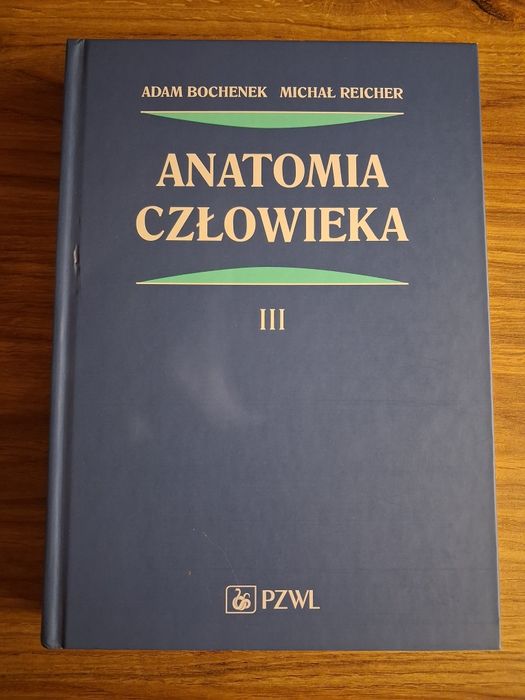 ADAM BOCHENEK MICHAŁ REICHER
ANATOMIA
CZŁOWIEKA
III
PZWL